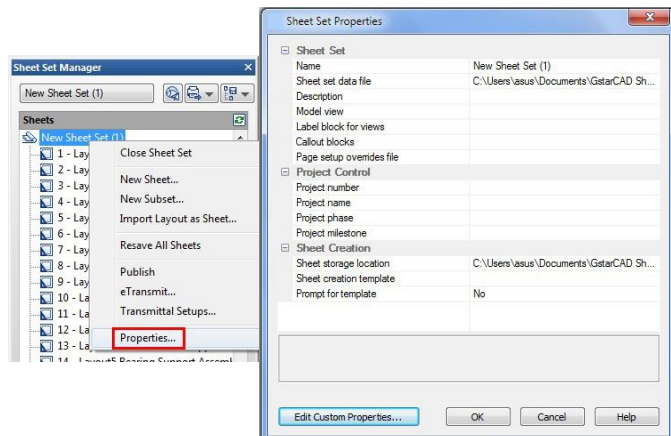 Sheet Set Manager
New Sheet Set (1)
Sheets
New Sheet Set (1)
1 - Lay
2 - Lay
3 - Lay
4 - Lay
5 - Lay
6 - Lay
7 - Lay
8 - Lay
9 - Lay
10 - La
11 - La
12 - La
13 - La
14 - Layout5 Bearing Support Assembl
Close Sheet Set
New Sheet...
New Subset...
Import Layout as Sheet...
Resave All Sheets
Publish
eTransmit...
Transmittal Setups...
Properties...
Sheet Set Properties
Sheet Set
Name New Sheet Set (1)
Sheet set data file C:\Users\asus\Documents\GstarCAD Sh...
Description
Model view
Label block for views
Callout blocks
Page setup overrides file
Project Control
Project number
Project name
Project phase
Project milestone
Sheet Creation
Sheet storage location C:\Users\asus\Documents\GstarCAD Sh...
Sheet creation template
Prompt for template No
Edit Custom Properties... OK Cancel Help